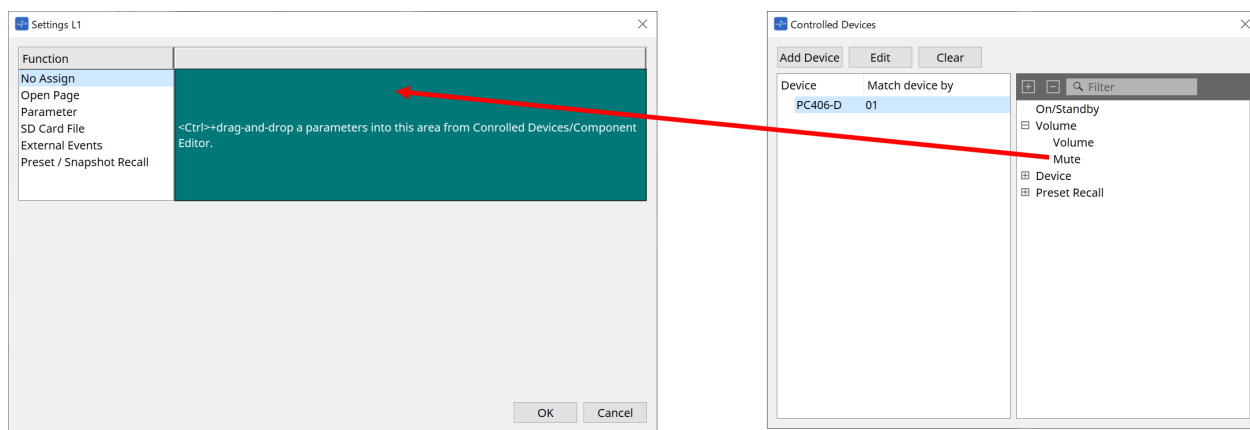 Settings L1
Function
No Assign
Open Page
Parameter
SD Card File
External Events
Preset / Snapshot Recall
<Ctrl>+drag-and-drop a parameters into this area from Conrolled Devices/Component
Editor.
OK Cancel
Controlled Devices
Add Device Edit Clear
Device Match device by
PC406-D 01
Filter
On/Standby
Volume
Volume
Mute
Device
Preset Recall